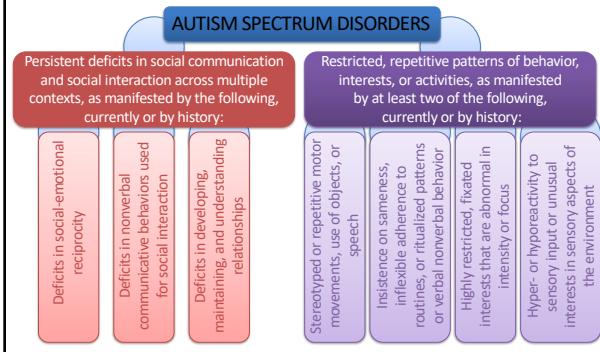 AUTISM SPECTRUM DISORDERS
Persistent deficits in social communication
and social interaction across multiple
contexts, as manifested by the following,
currently or by history:
Deficits in social-emotional
reciprocity
Deficits in nonverbal
communicative behaviors used
for social interaction
Deficits in developing,
maintaining, and understanding
relationships
Restricted, repetitive patterns of behavior,
interests, or activities, as manifested
by at least two of the following,
currently or by history:
Stereotyped or repetitive motor
movements, use of objects, or
speech
Insistence on sameness,
inflexible adherence to
routines, or ritualized patterns
or verbal nonverbal behavior
Highly restricted, fixated
interests that are abnormal in
intensity or focus
Hyper- or hyporeactivity to
sensory input or unusual
interests in sensory aspects of
the environment